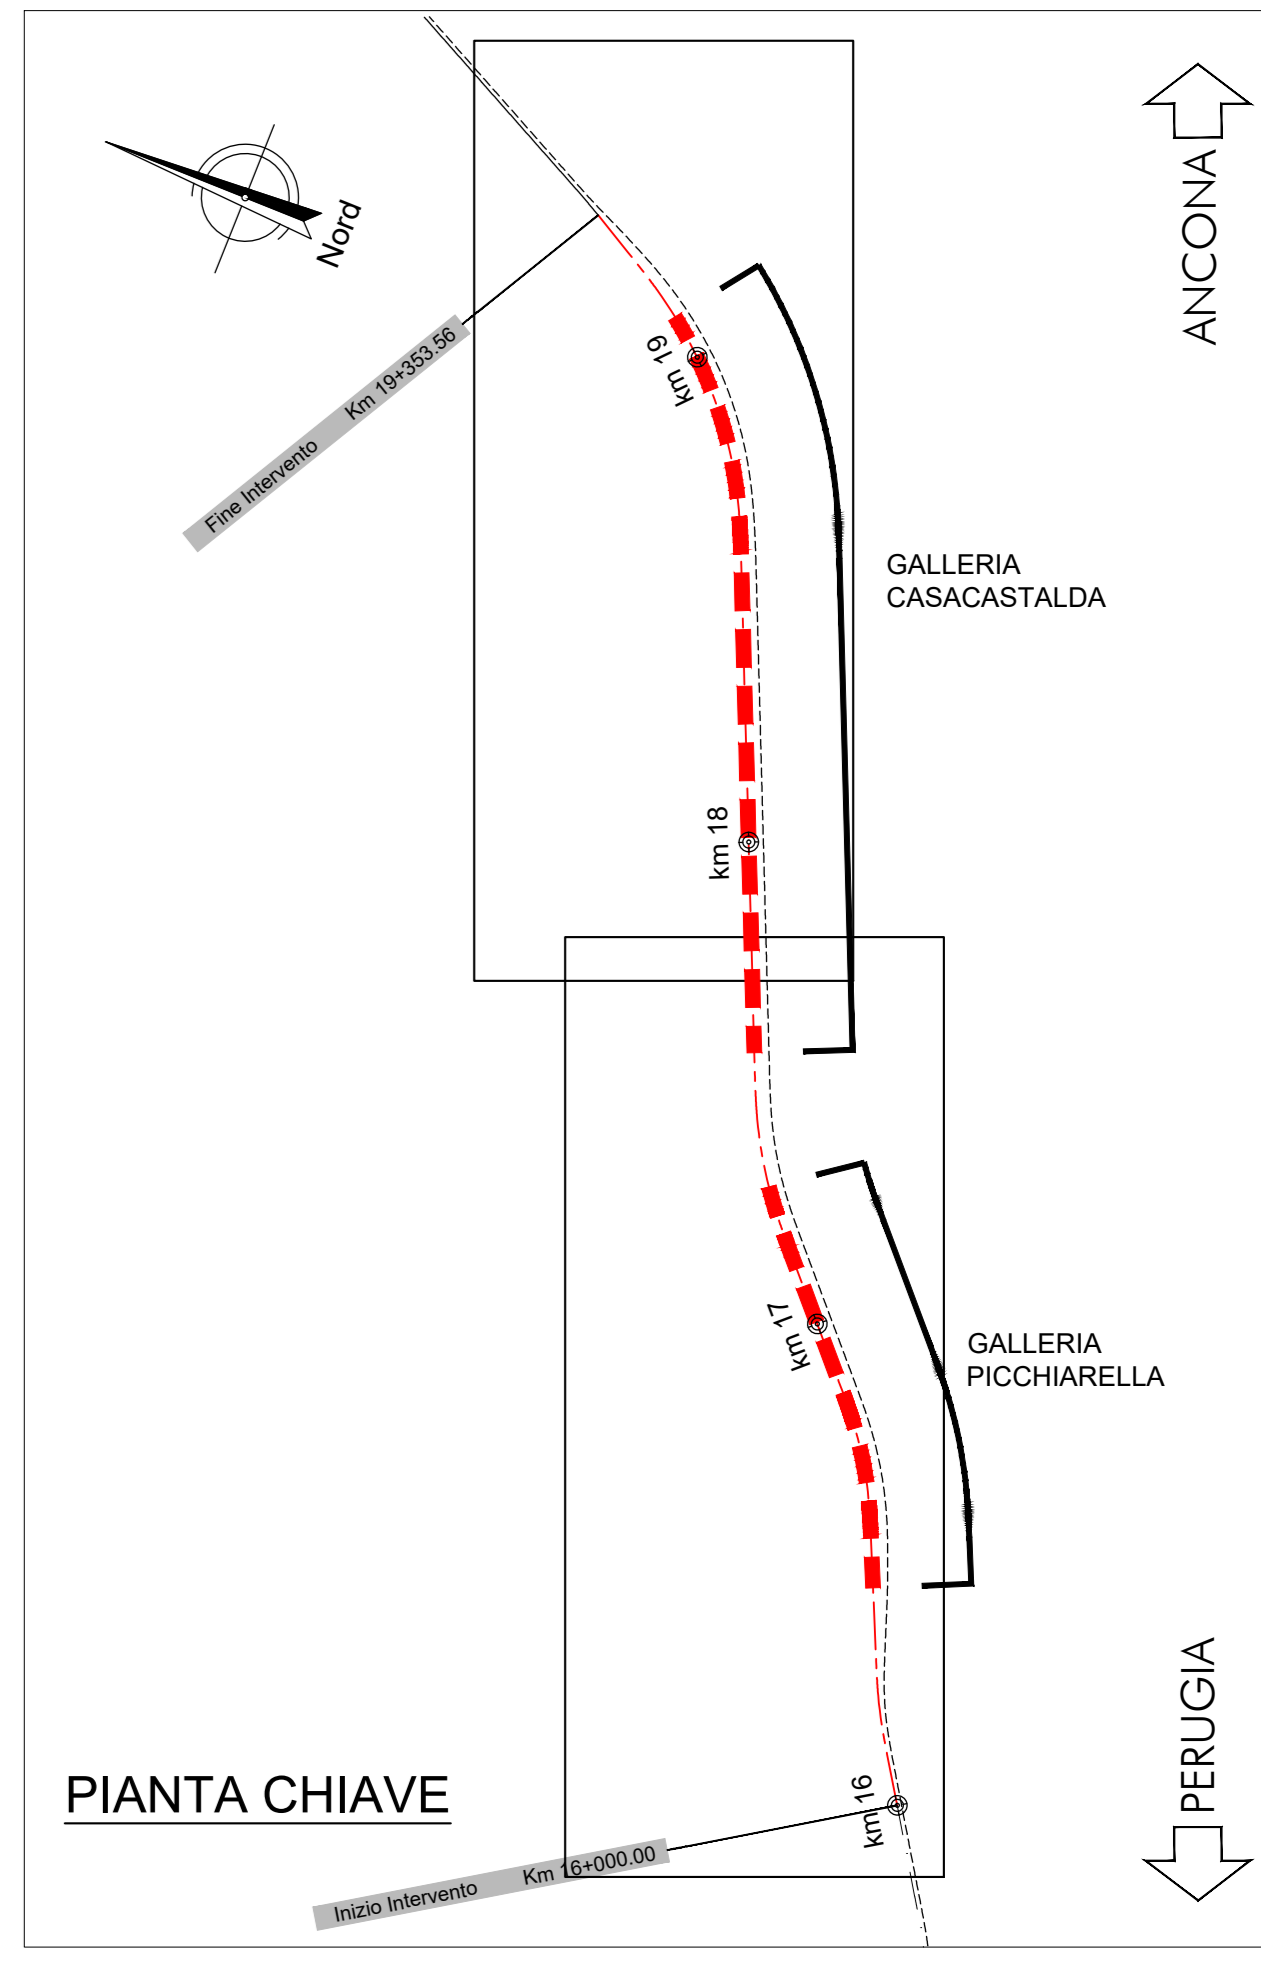 Nord
ANCONA
Fine Intervento Km 19+353.56
km 19
GALLERIA
CASACASTALDA
km 18
km 17
GALLERIA
PICCHIARELLA
PERUGIA
PIANTA CHIAVE
km 16
Inizio Intervento Km 16+000.00